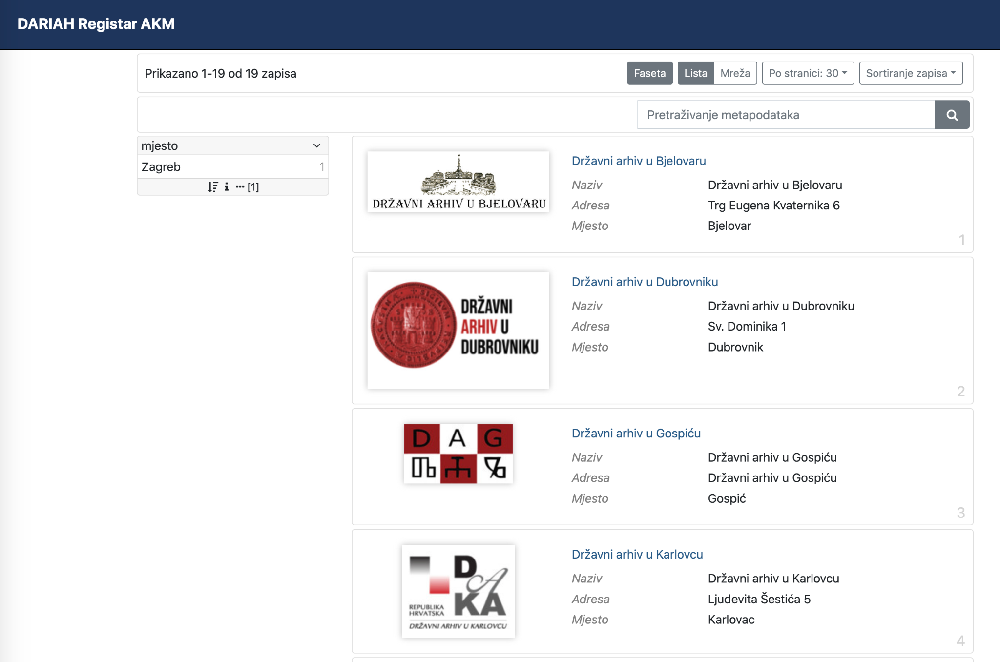 DARIAH Registar AKM
Prikazano 1-19 od 19 zapisa
Faseta
Lista
Mreža
Po stranici: 30
Sortiranje zapisa
Pretraživanje metapodataka
mjesto
Zagreb 1
[1]
DRŽAVNI ARHIV U BJELOVARU
Državni arhiv u Bjelovaru
Naziv Državni arhiv u Bjelovaru
Adresa Trg Eugena Kvaternika 6
Mjesto Bjelovar
1
DRŽAVNI
ARHIV U
DUBROVNIKU
Državni arhiv u Dubrovniku
Naziv Državni arhiv u Dubrovniku
Adresa Sv. Dominika 1
Mjesto Dubrovnik
2
D A G
Državni arhiv u Gospiću
Naziv Državni arhiv u Gospiću
Adresa Državni arhiv u Gospiću
Mjesto Gospić
3
DAKA
REPUBLIKA
HRVATSKA
DRŽAVNI ARHIV U KARLOVCU
Državni arhiv u Karlovcu
Naziv Državni arhiv u Karlovcu
Adresa Ljudevita Šestića 5
Mjesto Karlovac
4